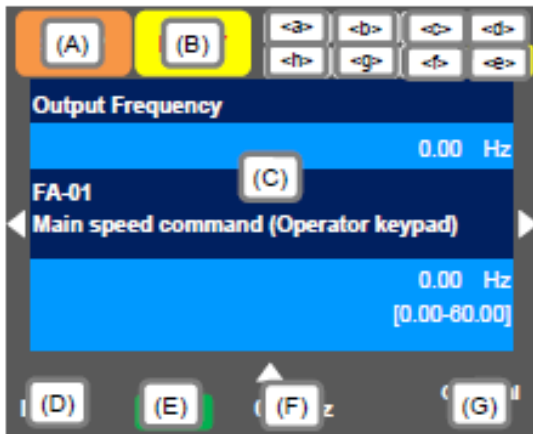 (A) (B) <a> <b> <c> <d>
<h> <g> <f> <e>
Output Frequency
0.00 Hz
(C)
FA-01
Main speed command (Operator keypad)
0.00 Hz
[0.00-60.00]
(D) (E) (F) (G)